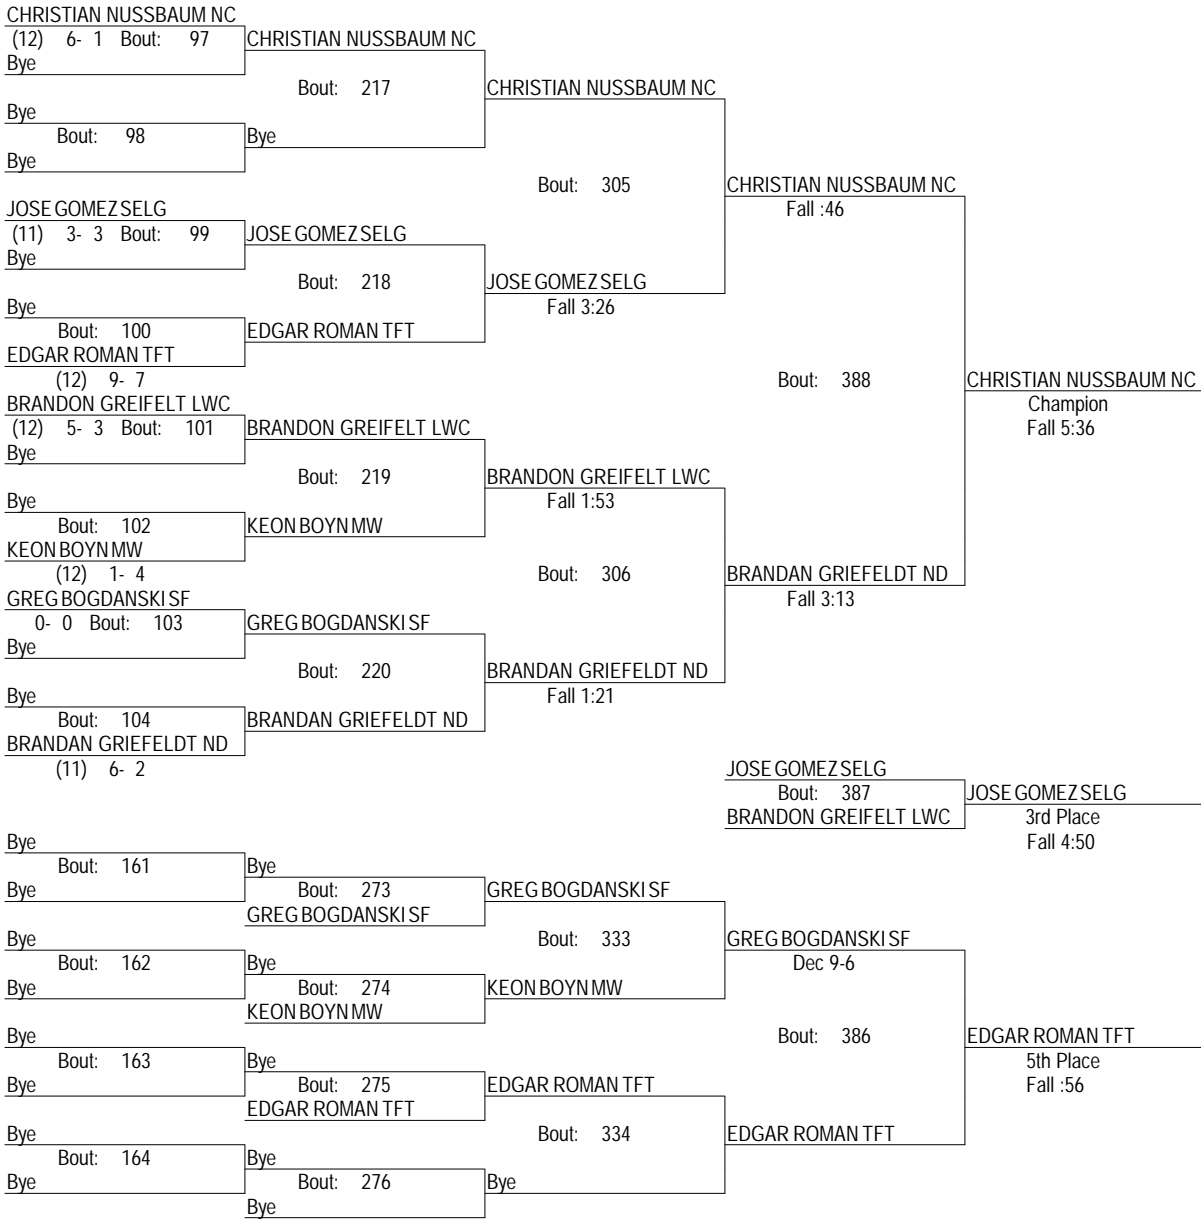 CHRISTIAN NUSSBAUM NC
(12) 6- 1 Bout: 97
CHRISTIAN NUSSBAUM NC
Bye
Bout: 217
CHRISTIAN NUSSBAUM NC
Bye
Bout: 98
Bye
Bye
Bout: 305
CHRISTIAN NUSSBAUM NC
Fall :46
JOSE GOMEZ SELG
(11) 3- 3 Bout: 99
JOSE GOMEZ SELG
Bye
Bout: 218
JOSE GOMEZ SELG
Fall 3:26
Bye
Bout: 100
EDGAR ROMAN TFT
EDGAR ROMAN TFT
(12) 9- 7
Bout: 388
CHRISTIAN NUSSBAUM NC
Champion
Fall 5:36
BRANDON GREIFELT LWC
(12) 5- 3 Bout: 101
BRANDON GREIFELT LWC
Bye
Bout: 219
BRANDON GREIFELT LWC
Fall 1:53
Bye
Bout: 102
KEON BOYN MW
KEON BOYN MW
(12) 1- 4
Bout: 306
BRANDAN GRIEFELDT ND
Fall 3:13
GREG BOGDANSKI SF
0- 0 Bout: 103
GREG BOGDANSKI SF
Bye
Bout: 220
BRANDAN GRIEFELDT ND
Fall 1:21
Bye
Bout: 104
BRANDAN GRIEFELDT ND
BRANDAN GRIEFELDT ND
(11) 6- 2
JOSE GOMEZ SELG
Bout: 387
JOSE GOMEZ SELG
BRANDON GREIFELT LWC
3rd Place
Fall 4:50
Bye
Bout: 161
Bye
Bye
Bout: 273
GREG BOGDANSKI SF
GREG BOGDANSKI SF
Bye
Bout: 333
GREG BOGDANSKI SF
Dec 9-6
Bout: 162
Bye
Bye
Bout: 274
KEON BOYN MW
KEON BOYN MW
Bye
Bout: 386
EDGAR ROMAN TFT
5th Place
Fall :56
Bout: 163
Bye
Bye
Bout: 275
EDGAR ROMAN TFT
EDGAR ROMAN TFT
Bye
Bout: 334
EDGAR ROMAN TFT
Bout: 164
Bye
Bye
Bout: 276
Bye
Bye